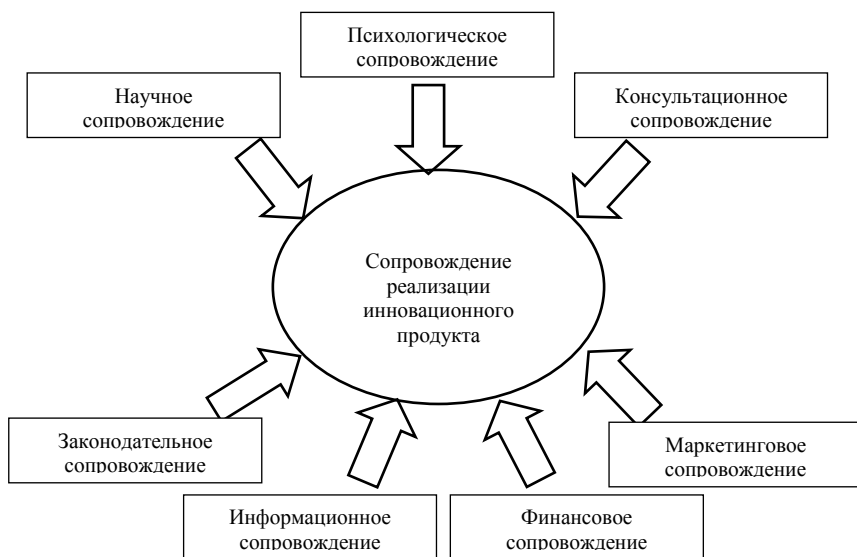 Психологическое
сопровождение
Научное
сопровождение
Консультационное
сопровождение
Сопровождение
реализации
инновационного
продукта
Законодательное
сопровождение
Маркетинговое
сопровождение
Информационное
сопровождение
Финансовое
сопровождение